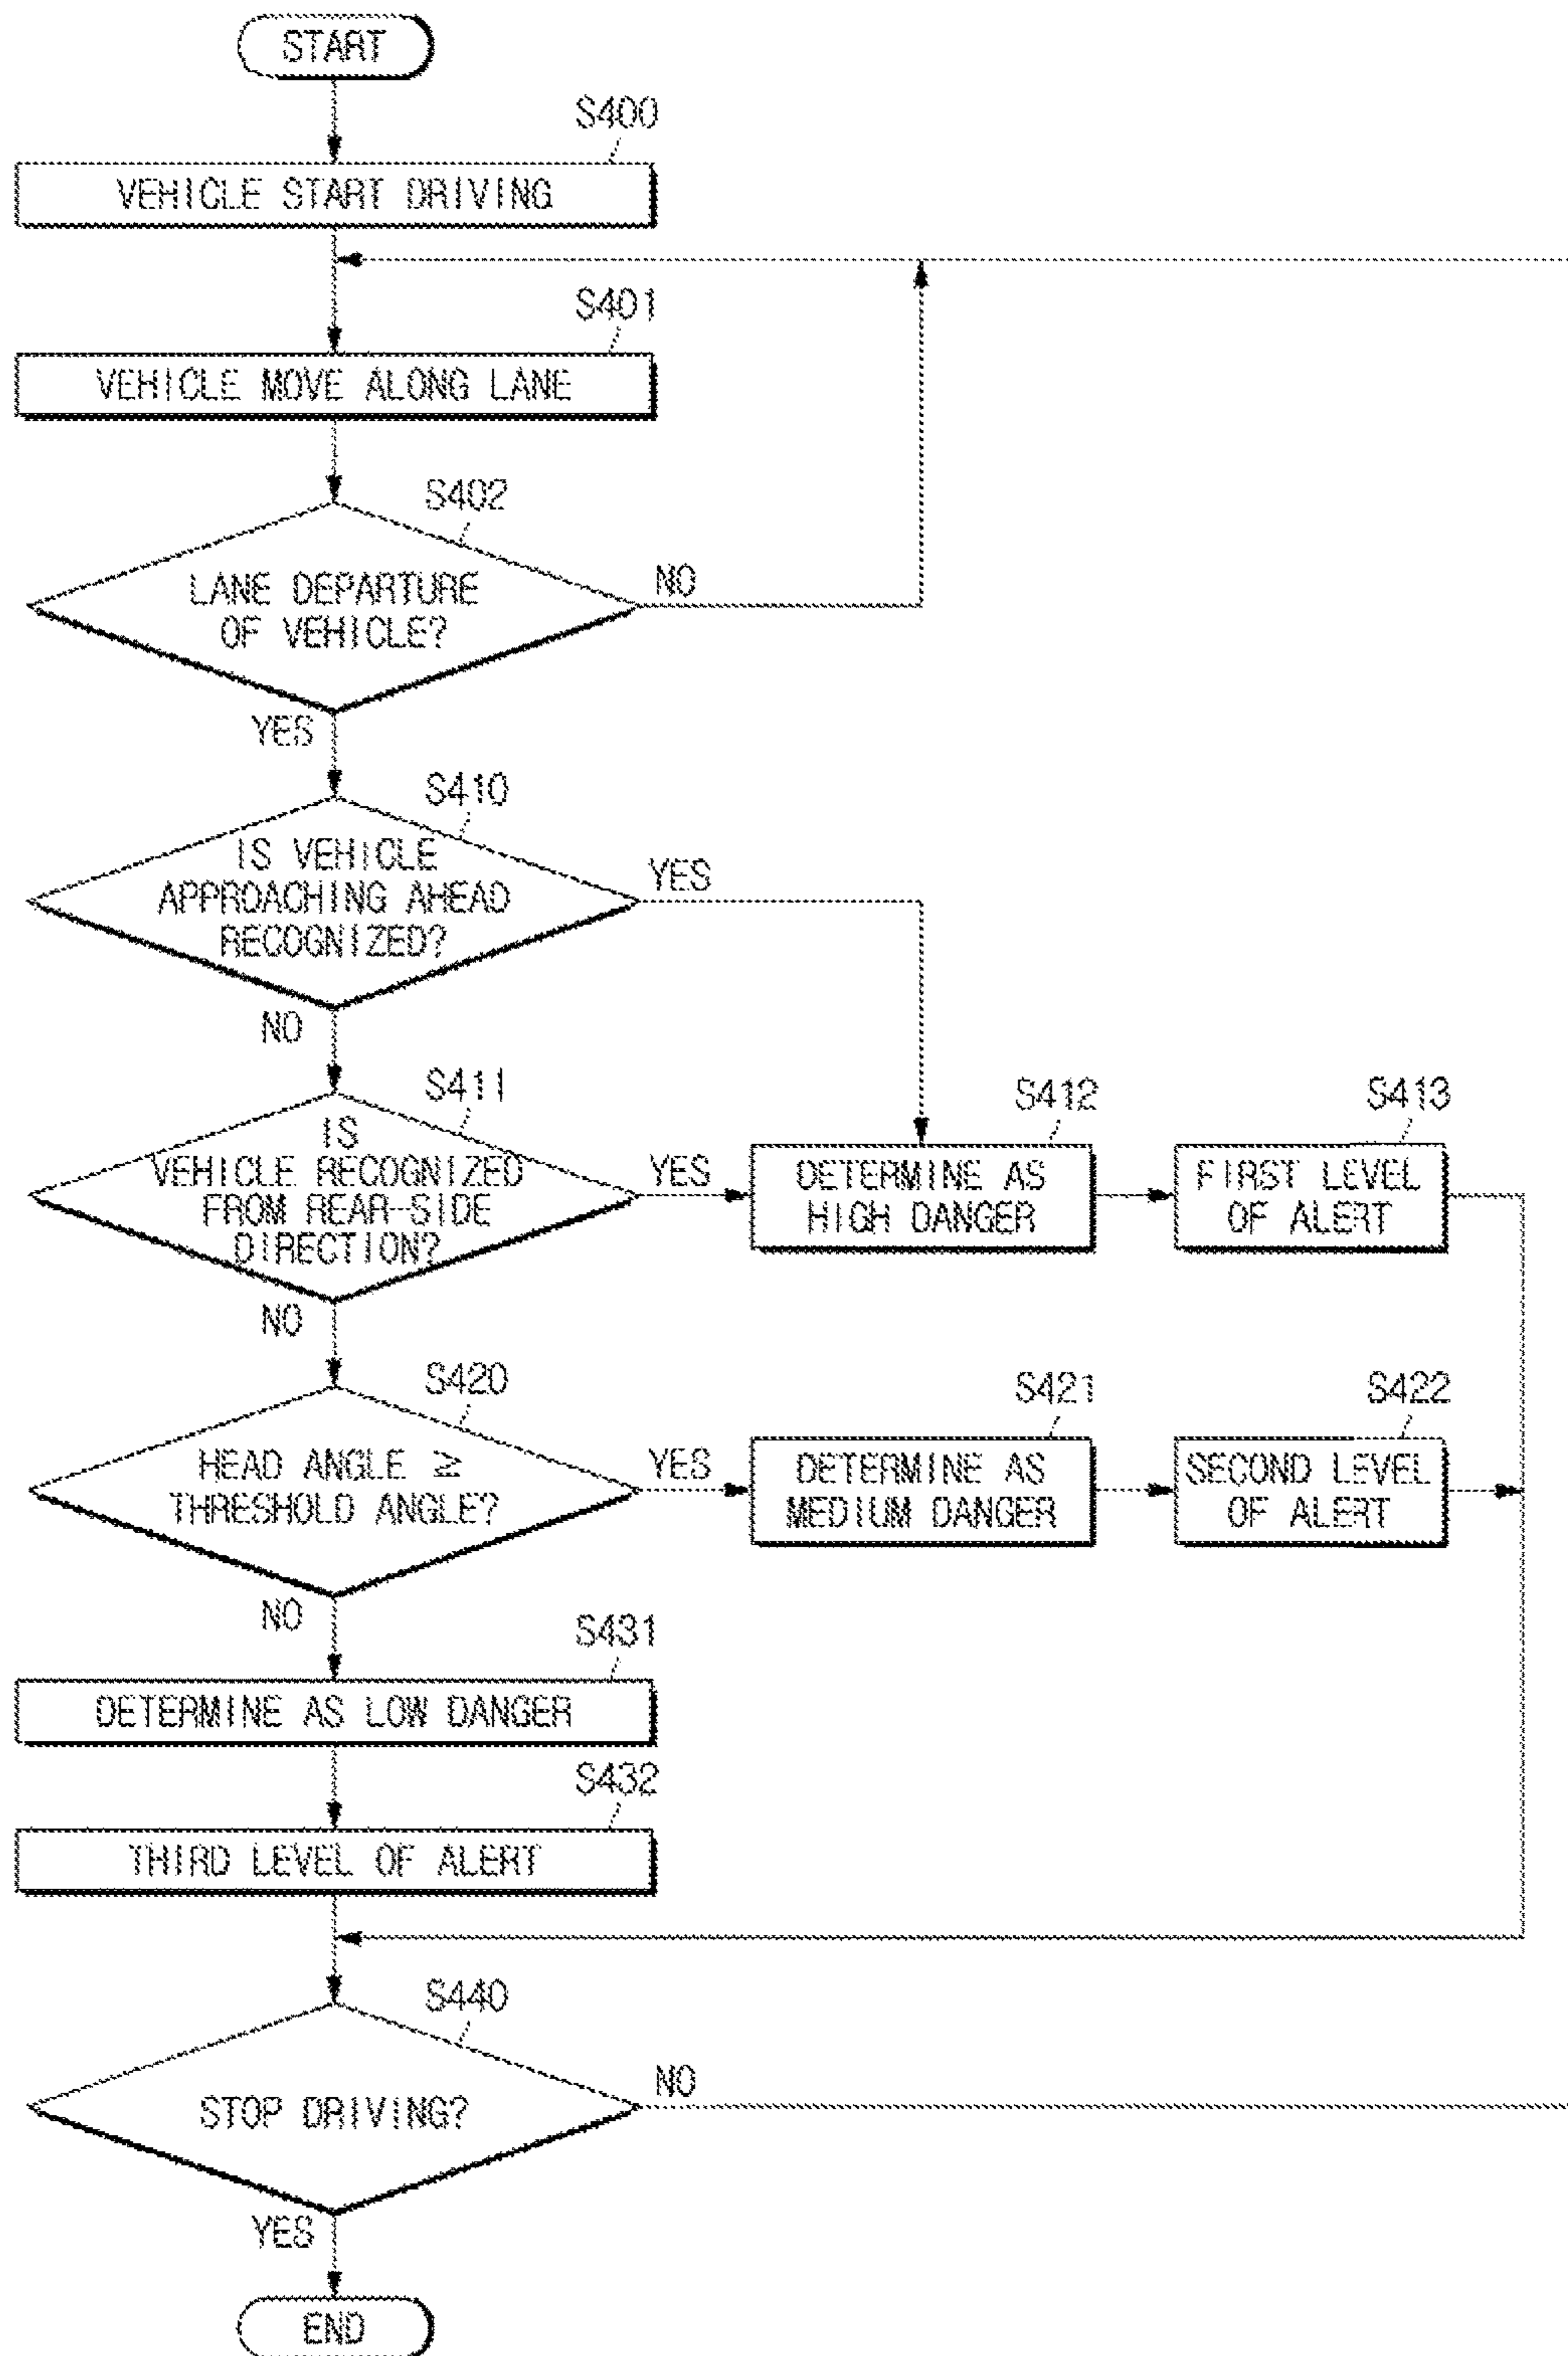 START
S400
VEHICLE START DRIVING
S401
VEHICLE MOVE ALONG LANE
S402
LANE DEPARTURE
OF VEHICLE?
NO
YES
S410
IS VEHICLE
APPROACHING AHEAD
RECOGNIZED?
YES
NO
S411
IS
VEHICLE RECOGNIZED
FROM REAR-SIDE
DIRECTION?
YES
NO
S412
DETERMINE AS
HIGH DANGER
S413
FIRST LEVEL
OF ALERT
S420
HEAD ANGLE ≥
THRESHOLD ANGLE?
YES
NO
S421
DETERMINE AS
MEDIUM DANGER
S422
SECOND LEVEL
OF ALERT
S431
DETERMINE AS LOW DANGER
S432
THIRD LEVEL OF ALERT
S440
STOP DRIVING?
NO
YES
END